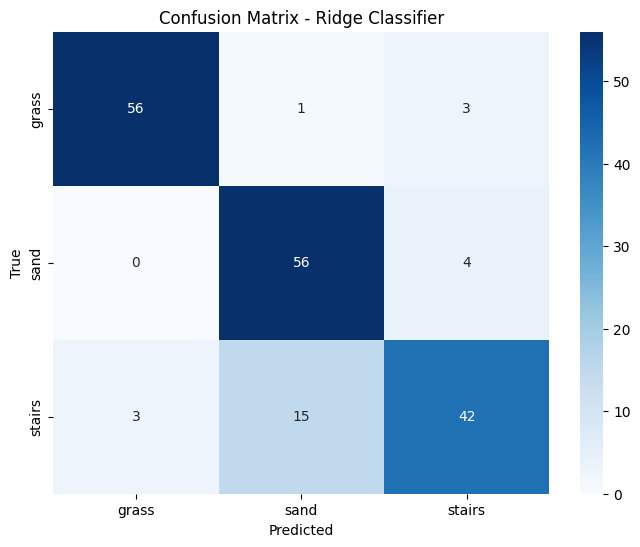 Confusion Matrix - Ridge Classifier
grass
56
1
3
50
40
True
sand
0
56
4
30
20
stairs
3
15
42
10
0
grass
sand
stairs
Predicted